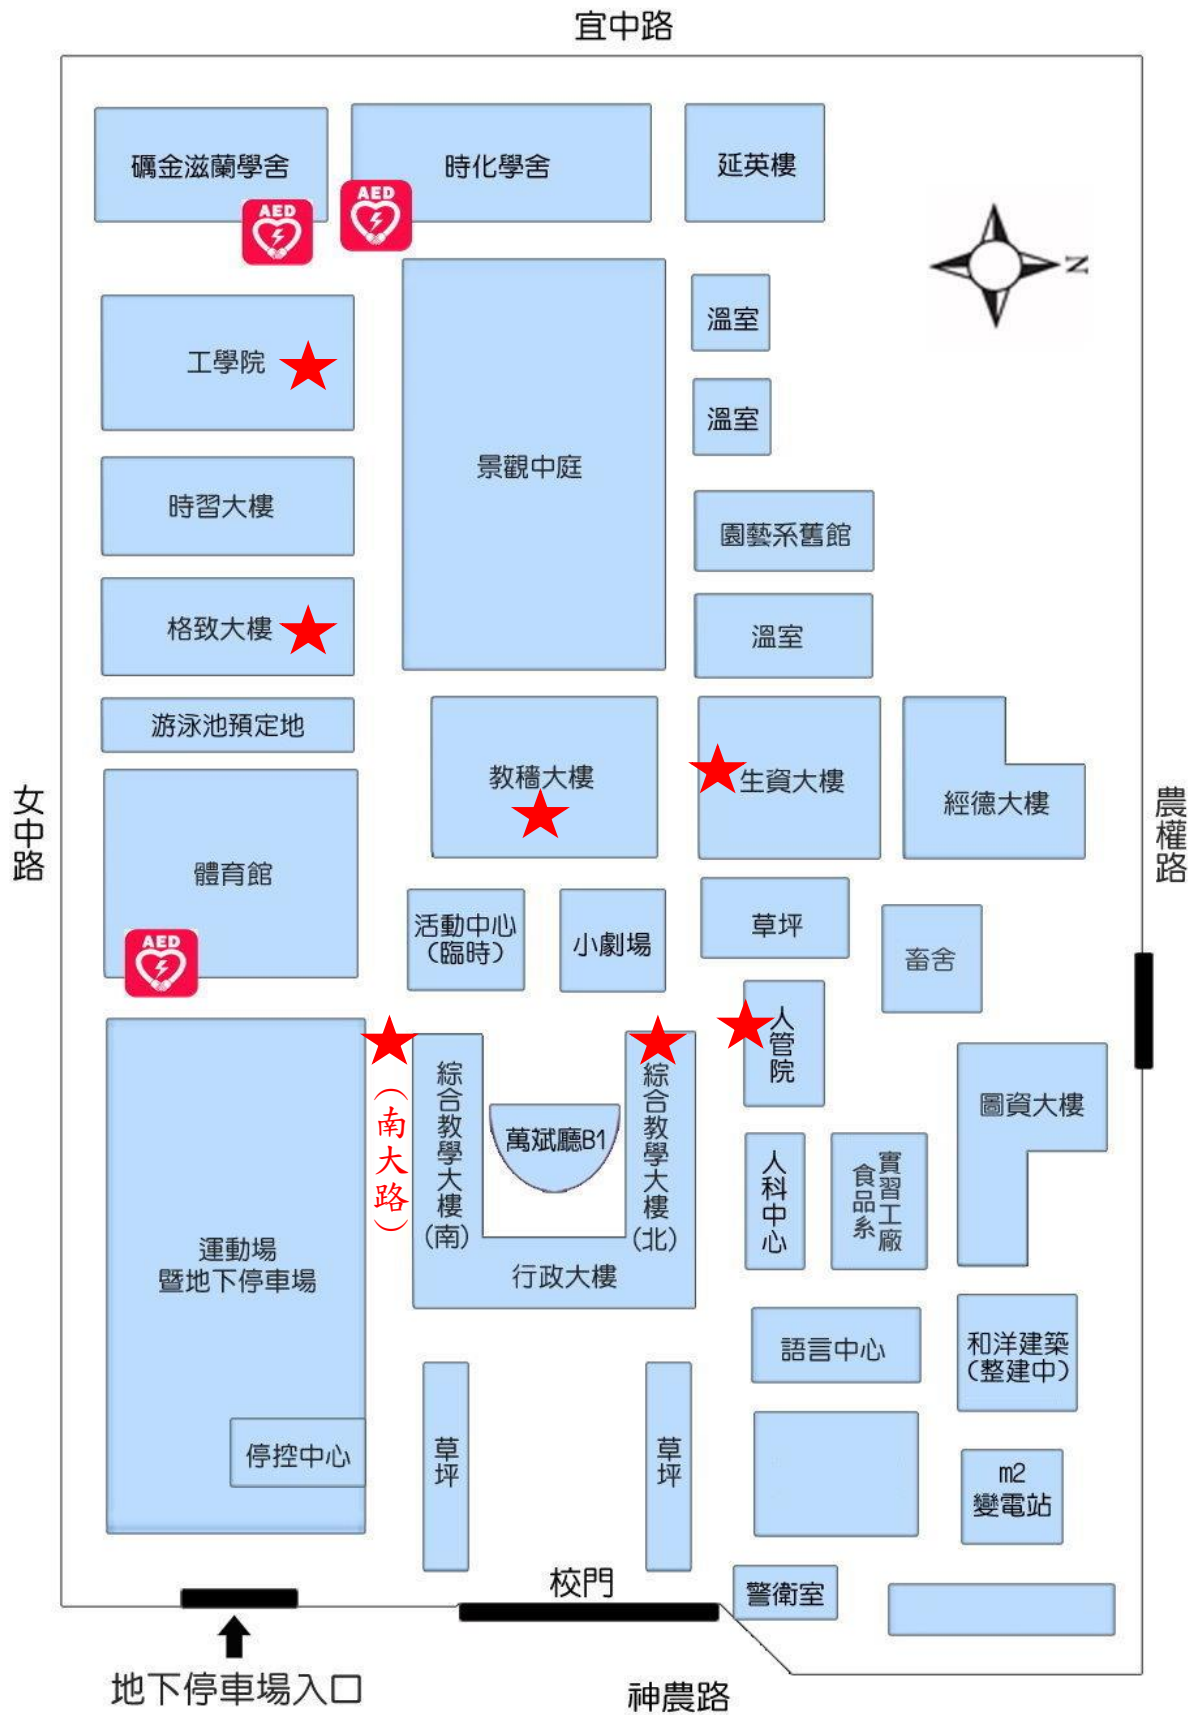 宜中路
礪金滋蘭學舍
時化學舍
延英樓
AED
AED
N
溫室
工學院
溫室
景觀中庭
時習大樓
園藝系舊館
格致大樓
溫室
游泳池預定地
教穡大樓
生資大樓
經德大樓
女中路
農權路
體育館
活動中心
(臨時)
小劇場
草坪
畜舍
AED
人管院
(南大路)
綜合教學大樓
(南)
萬斌廳B1
綜合教學大樓
(北)
圖資大樓
人科中心
實習工廠
食品系
運動場
暨地下停車場
行政大樓
語言中心
和洋建築
(整建中)
停控中心
草坪
草坪
m2
變電站
校門
警衛室
地下停車場入口
神農路